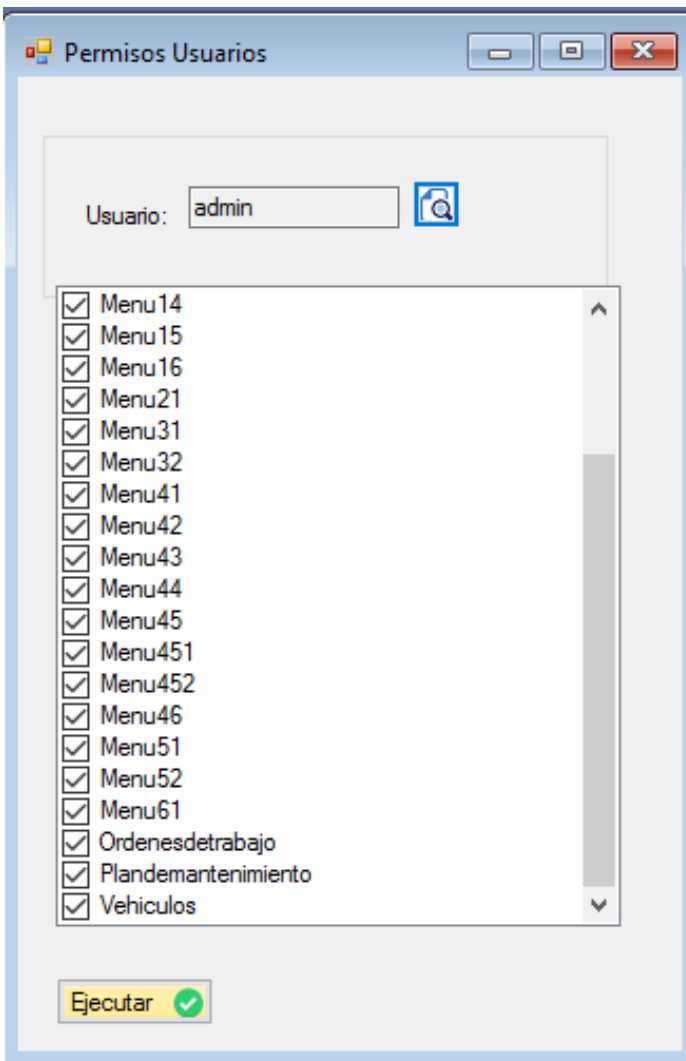 Permisos Usuarios
Usuario: admin
Menu14
Menu15
Menu16
Menu21
Menu31
Menu32
Menu41
Menu42
Menu43
Menu44
Menu45
Menu451
Menu452
Menu46
Menu51
Menu52
Menu61
Ordenesdetrabajo
Plandemantenimiento
Vehiculos
Ejecutar